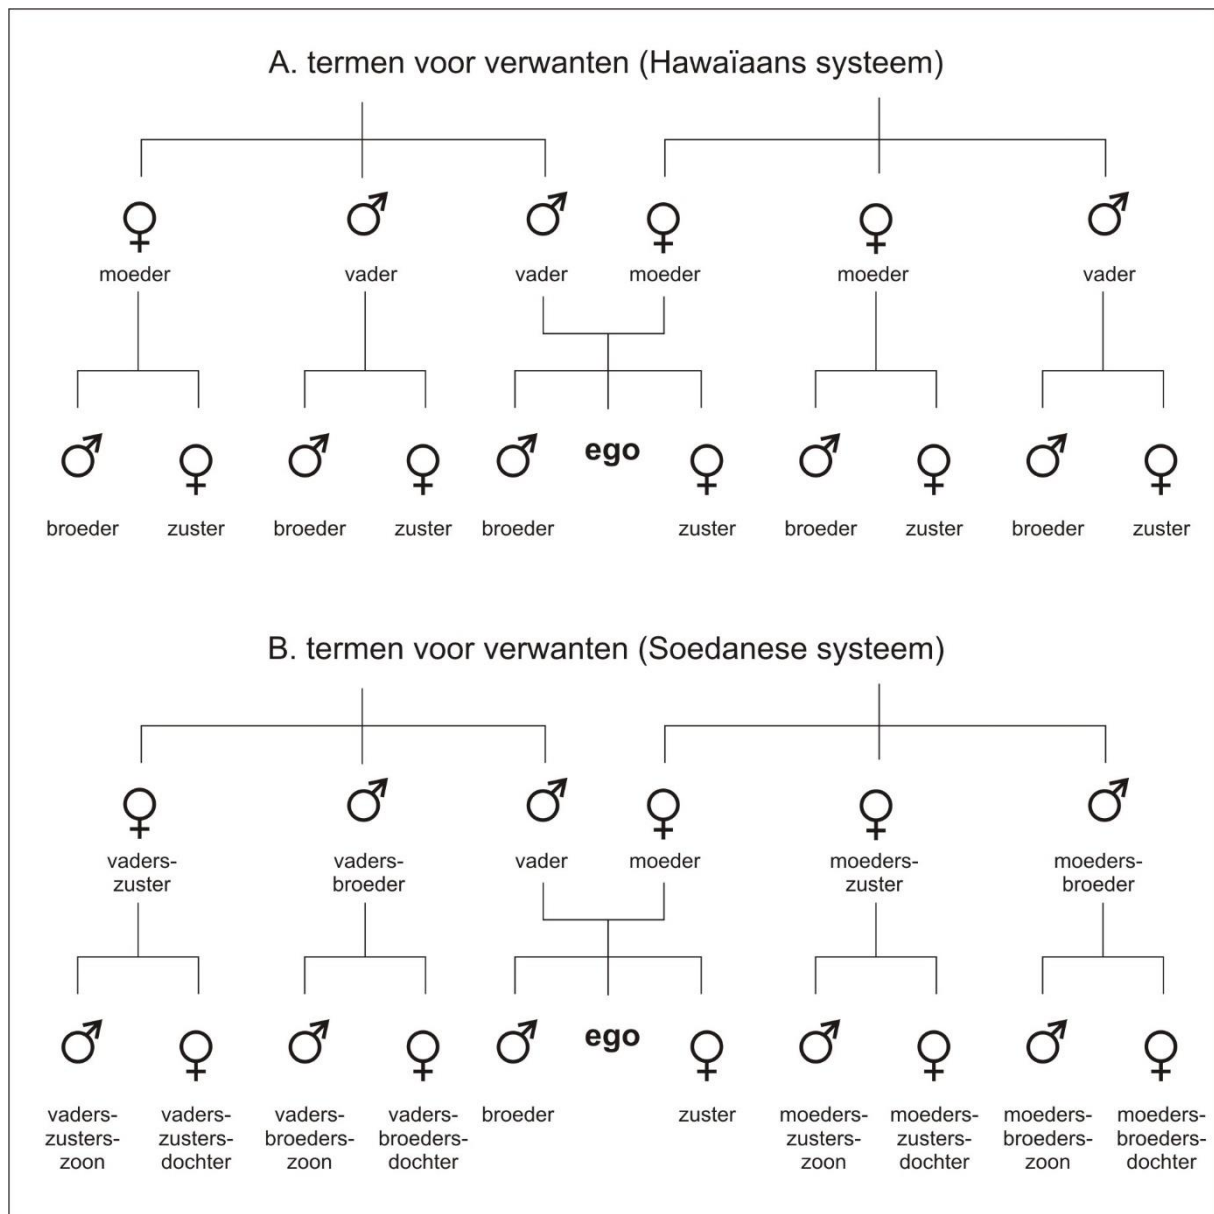 A. termen voor verwanten (Hawaïaans systeem)
moeder vader vader moeder moeder vader
ego
broeder zuster broeder zuster broeder zuster broeder zuster broeder zuster
B. termen voor verwanten (Soedanese systeem)
vaders- vaders- vader moeder moeders- moeders-
zuster broeder zuster broeder
ego
vaders- vaders- vaders- vaders- broeder zuster moeders- moeders- moeders- moeders-
zusters- zusters- broeders- broeders- zusters- zusters- broeders- broeders-
zoon dochter zoon dochter zoon dochter zoon dochter